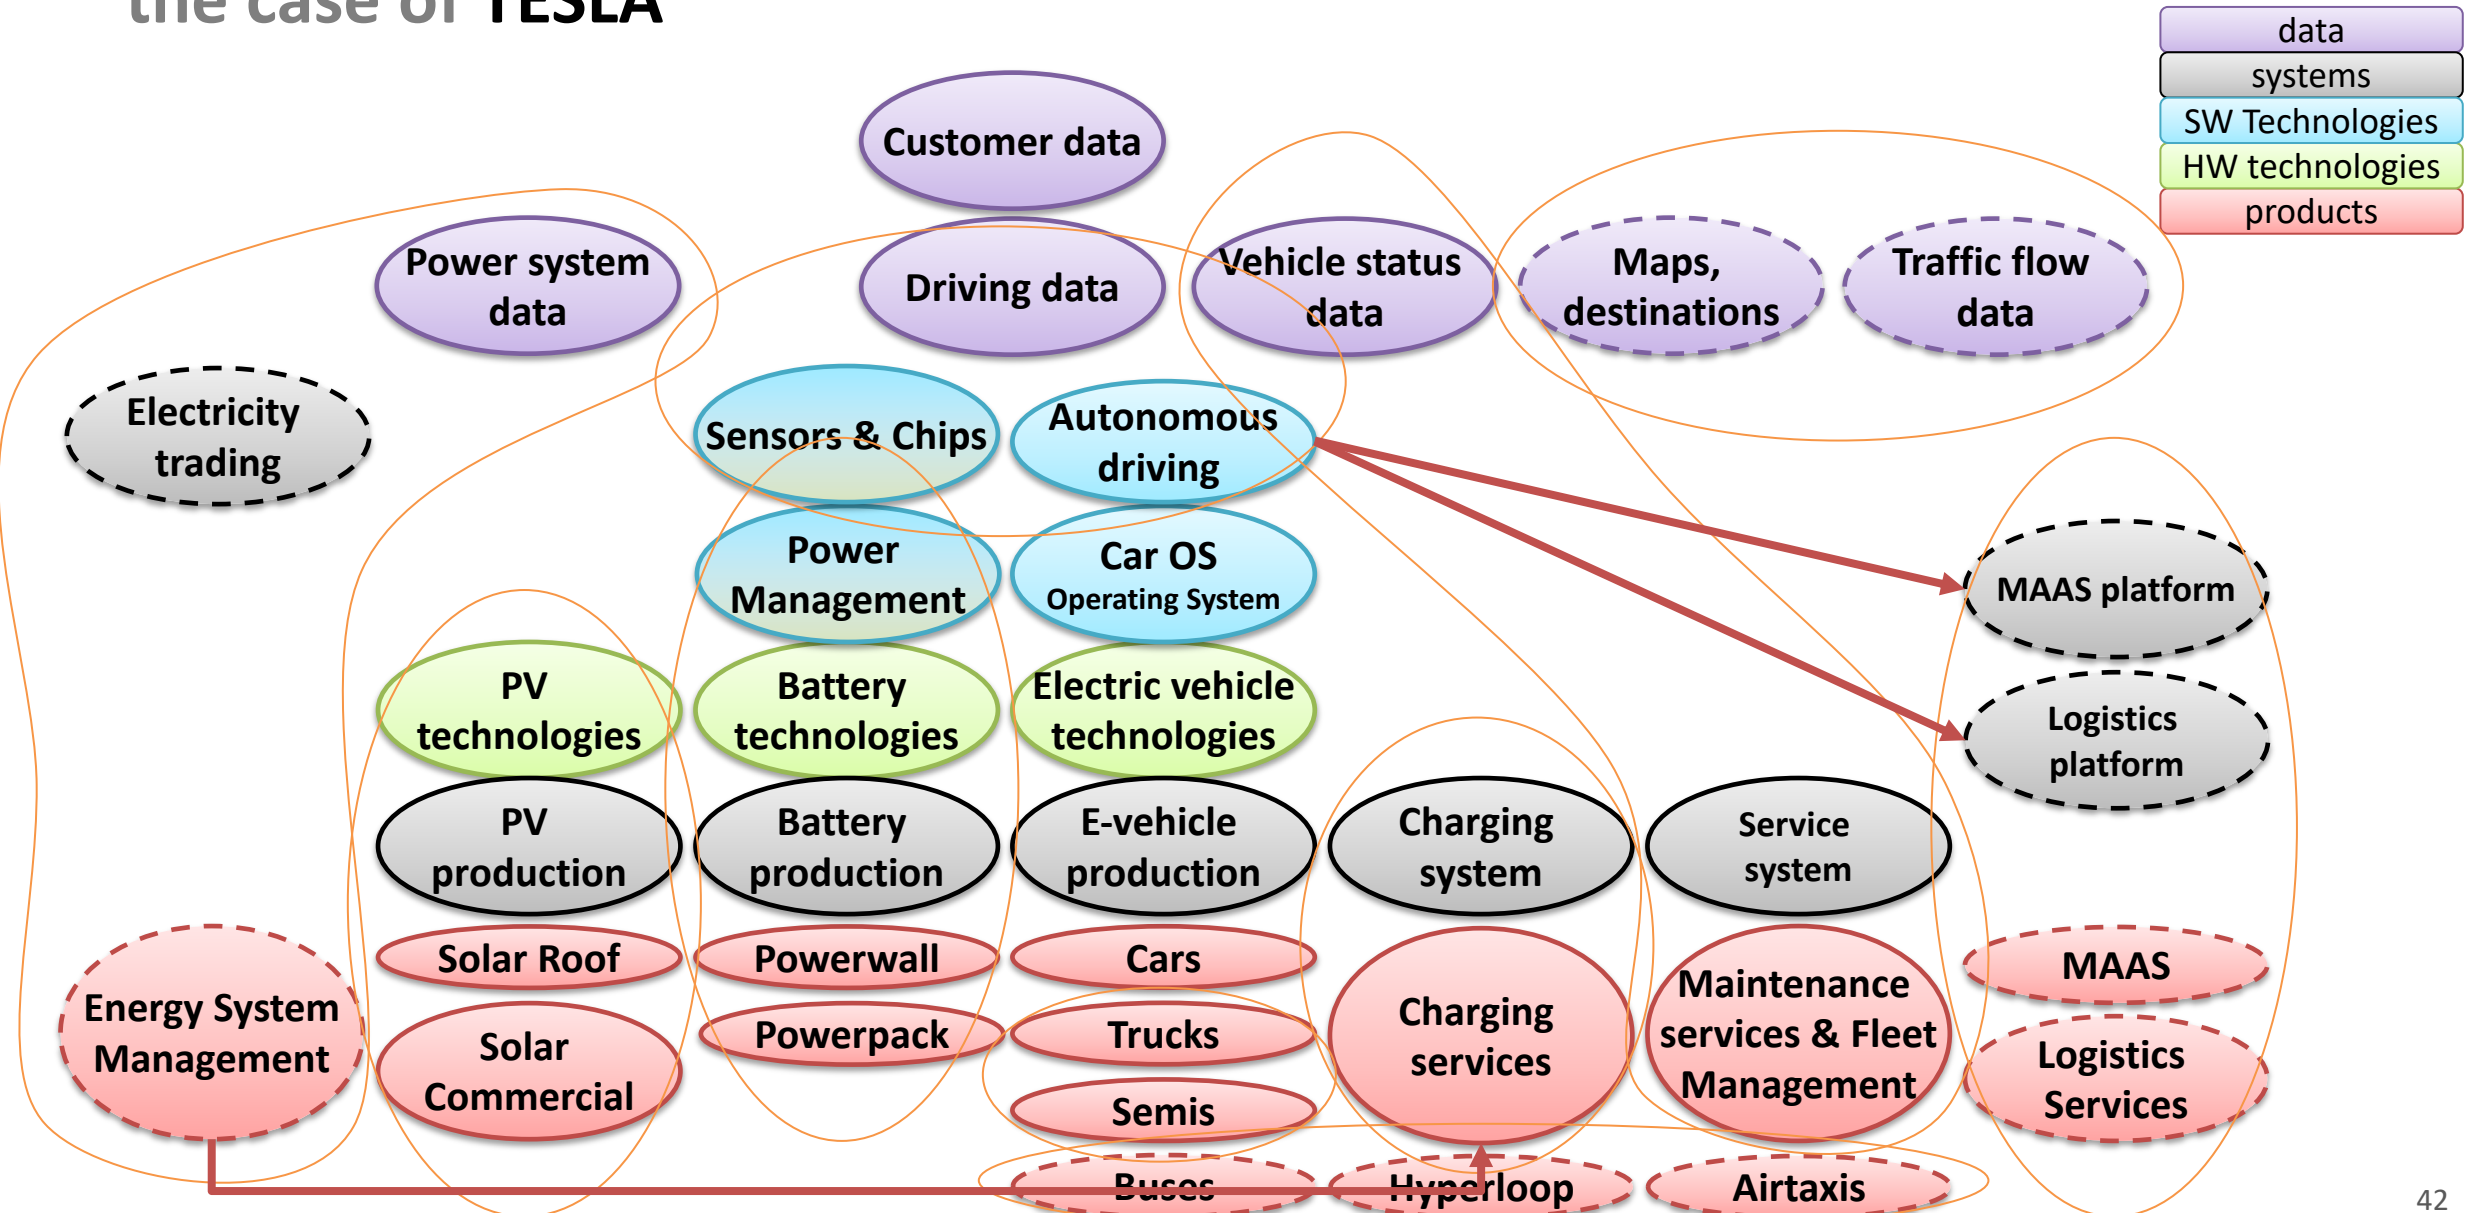 the case of TESLA
data
systems
SW Technologies
HW technologies
products
Customer data
Power system
data
Driving data
Vehicle status
data
Maps,
destinations
Traffic flow
data
Electricity
trading
Sensors & Chips
Autonomous
driving
Power
Management
Car OS
Operating System
MAAS platform
PV
technologies
Battery
technologies
Electric vehicle
technologies
Logistics
platform
PV
production
Battery
production
E-vehicle
production
Charging
system
Service
system
Energy System
Management
Solar Roof
Powerwall
Cars
Charging
services
Maintenance
services & Fleet
Management
MAAS
Solar
Commercial
Powerpack
Trucks
Logistics
Services
Semis
Buses
Hyperloop
Airtaxis
42